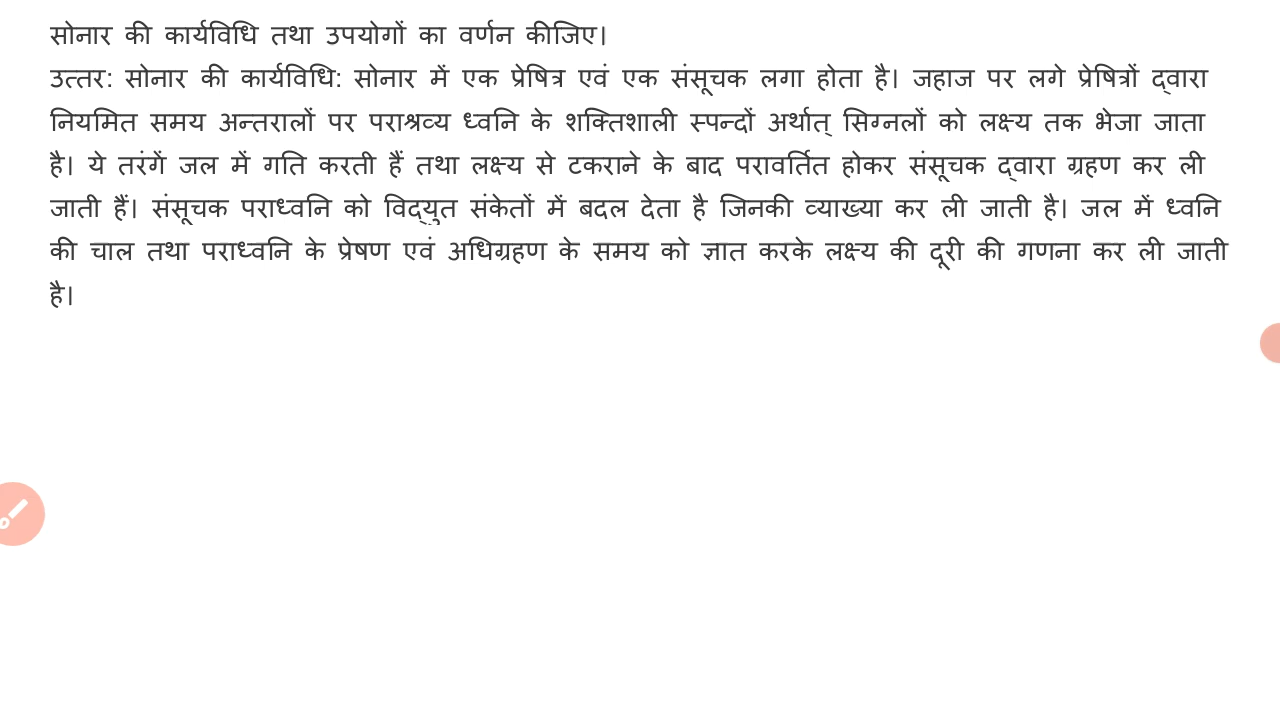 सोनार की कार्यविधि तथा उपयोगों का वर्णन कीजिए।
उत्तर: सोनार की कार्यविधि: सोनार में एक प्रेषित्र एवं एक संसूचक लगा होता है। जहाज पर लगे प्रेषित्रों द्वारा
नियमित समय अन्तरालों पर पराश्रव्य ध्वनि के शक्तिशाली स्पन्दों अर्थात् सिग्नलों को लक्ष्य तक भेजा जाता
है। ये तरंगें जल में गति करती हैं तथा लक्ष्य से टकराने के बाद परावर्तित होकर संसूचक द्वारा ग्रहण कर ली
जाती हैं। संसूचक पराध्वनि को विद्युत संकेतों में बदल देता है जिनकी व्याख्या कर ली जाती है। जल में ध्वनि
की चाल तथा पराध्वनि के प्रेषण एवं अधिग्रहण के समय को ज्ञात करके लक्ष्य की दूरी की गणना कर ली जाती
है।